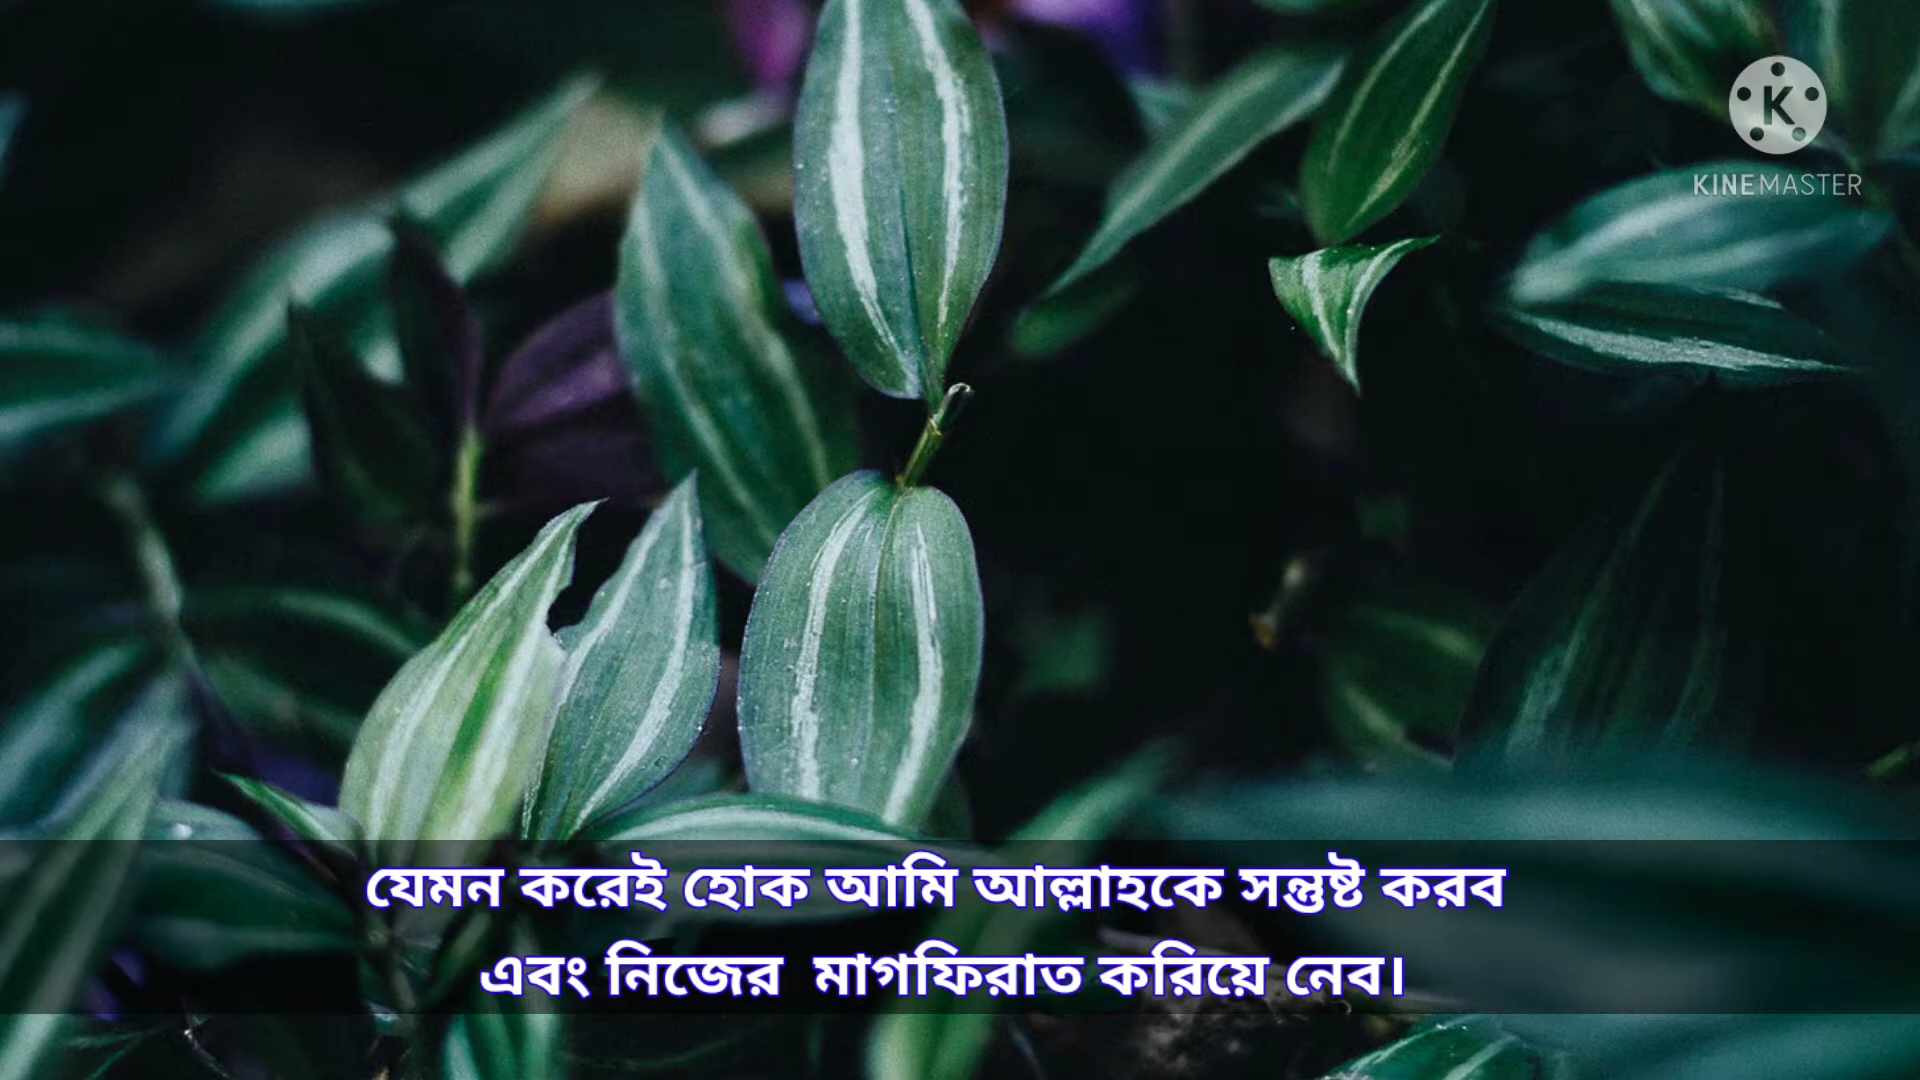 K
KINEMASTER
যেমন করেই হোক আমি আল্লাহকে সন্তুষ্ট করব
এবং নিজের মাগফিরাত করিয়ে নেব।